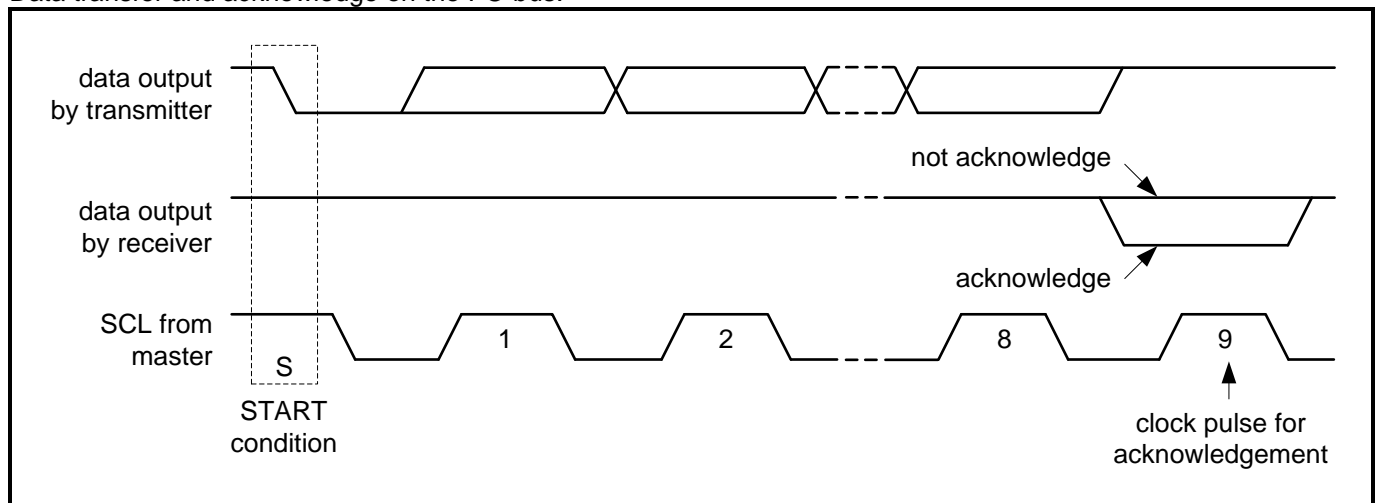 data output
by transmitter
not acknowledge
data output
by receiver
acknowledge
SCL from
master
1
2
8
9
S
START
condition
clock pulse for
acknowledgement